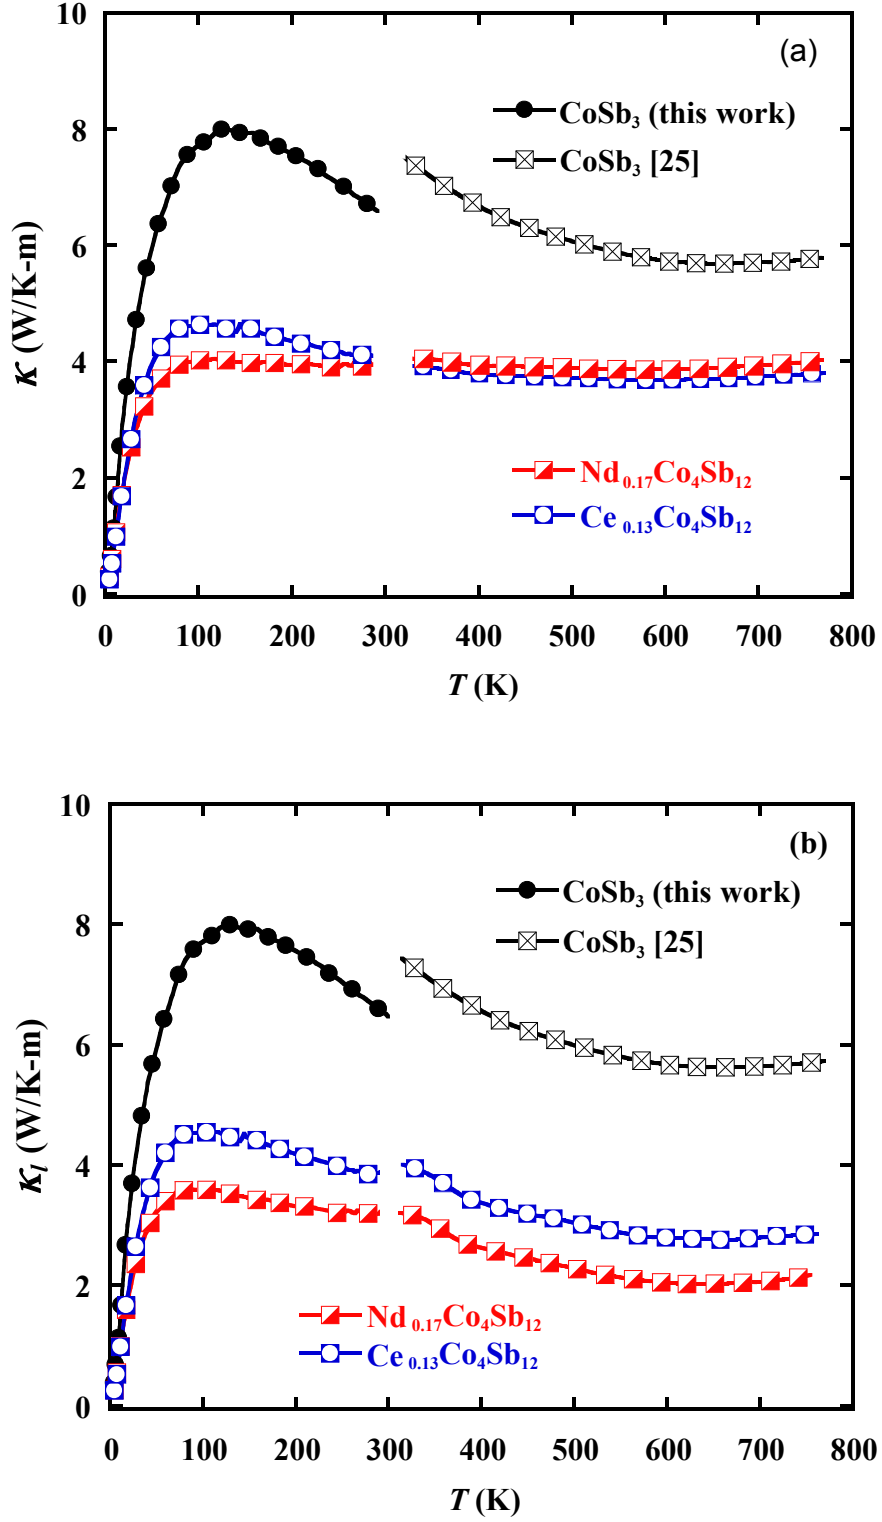 (a)
10
8
6
4
2
0
κ (W/K-m)
CoSb₃ (this work)
CoSb₃ [25]
Nd₀.₁₇Co₄Sb₁₂
Ce₀.₁₃Co₄Sb₁₂
0 100 200 300 400 500 600 700 800
T (K)
(b)
10
8
6
4
2
0
κₗ (W/K-m)
CoSb₃ (this work)
CoSb₃ [25]
Nd₀.₁₇Co₄Sb₁₂
Ce₀.₁₃Co₄Sb₁₂
0 100 200 300 400 500 600 700 800
T (K)